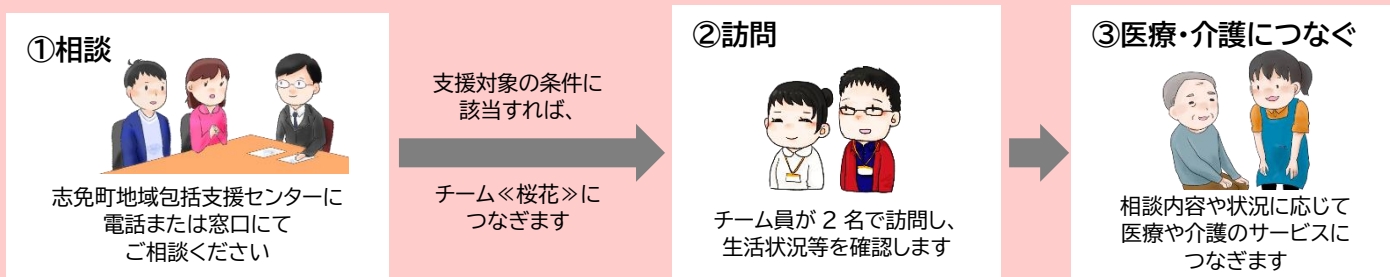 ①相談
志免町地域包括支援センターに
電話または窓口にて
ご相談ください
支援対象の条件に
該当すれば、
チーム≪桜花≫に
つなぎます
②訪問
チーム員が 2 名で訪問し、
生活状況等を確認します
③医療・介護につなぐ
相談内容や状況に応じて
医療や介護のサービスに
つなぎます